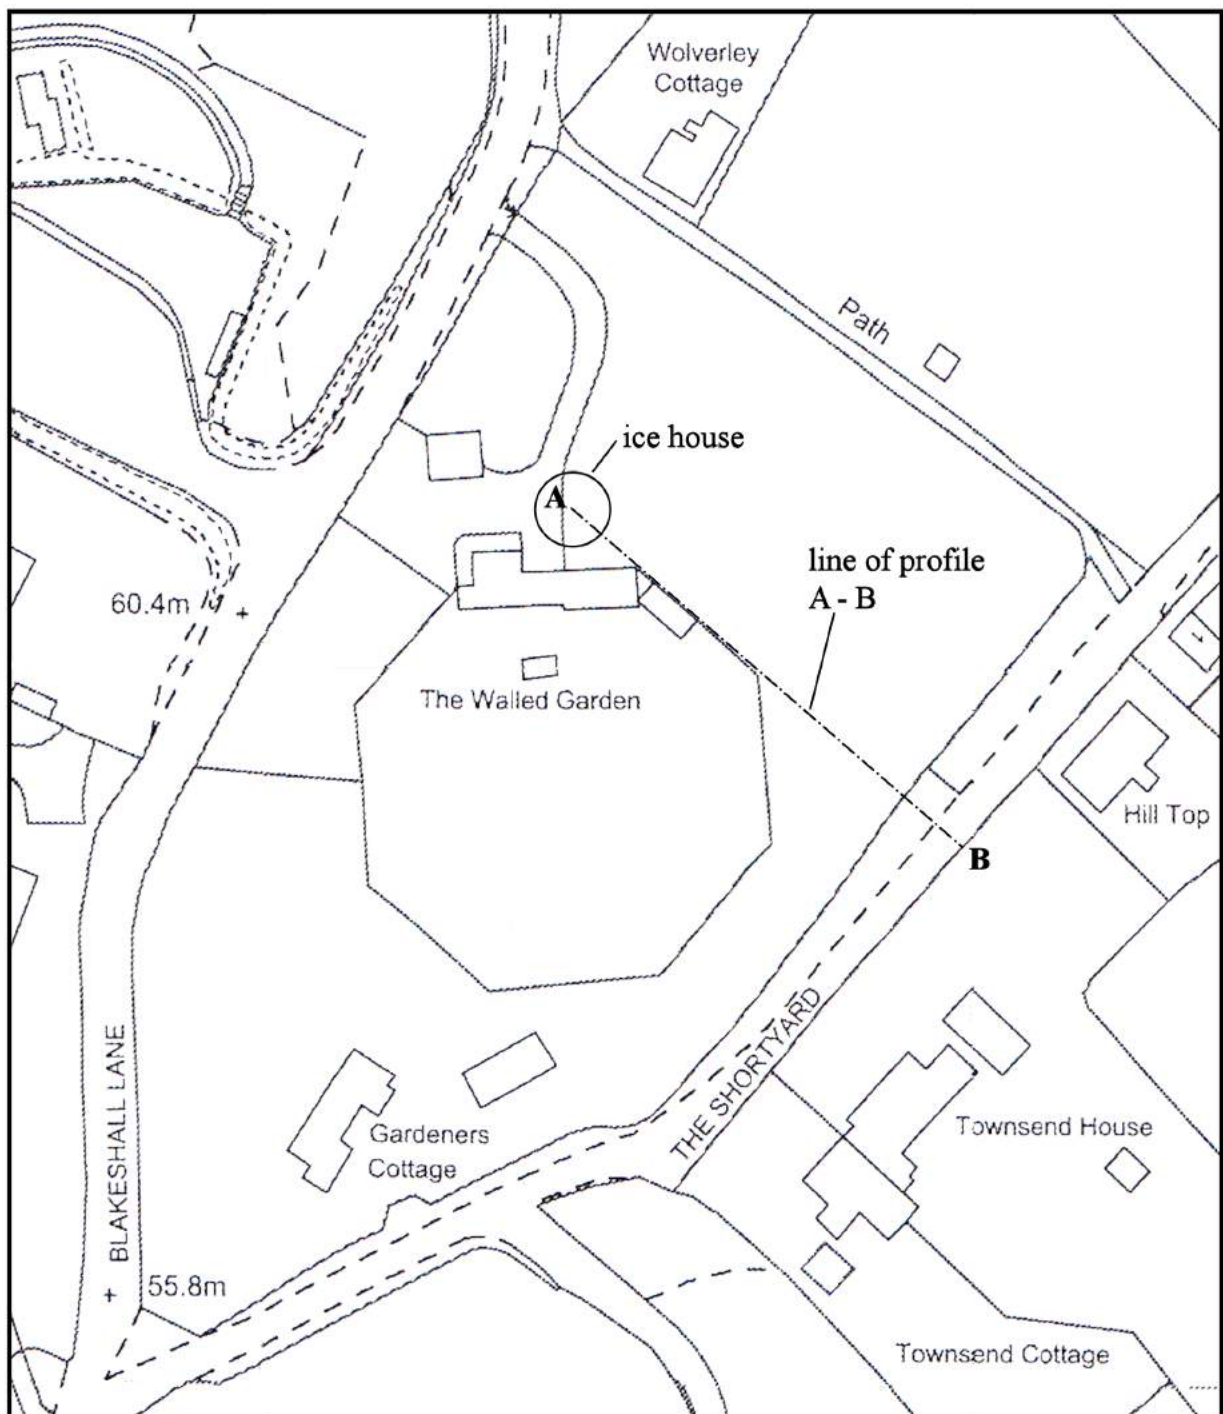 Wolverley
Cottage
Path
ice house
A
line of profile
A - B
60.4m
The Walled Garden
Hill Top
B
THE SHORTYARD
BLAKESHALL LANE
Gardeners
Cottage
Townsend House
55.8m
Townsend Cottage